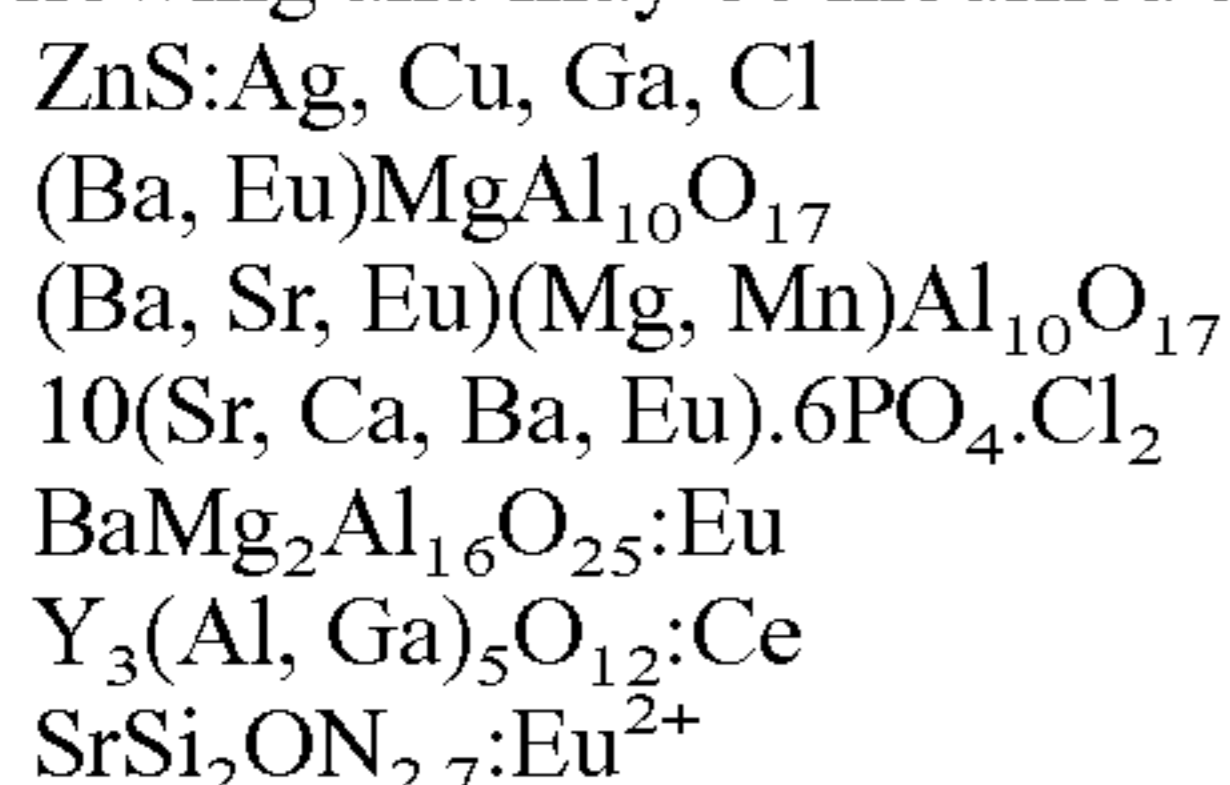 ZnS:Ag, Cu, Ga, Cl
(Ba, Eu)MgAl₁₀O₁₇
(Ba, Sr, Eu)(Mg, Mn)Al₁₀O₁₇
10(Sr, Ca, Ba, Eu).6PO₄.Cl₂
BaMg₂Al₁₆O₂₅:Eu
Y₃(Al, Ga)₅O₁₂:Ce
SrSi₂ON₂.₇:Eu²⁺